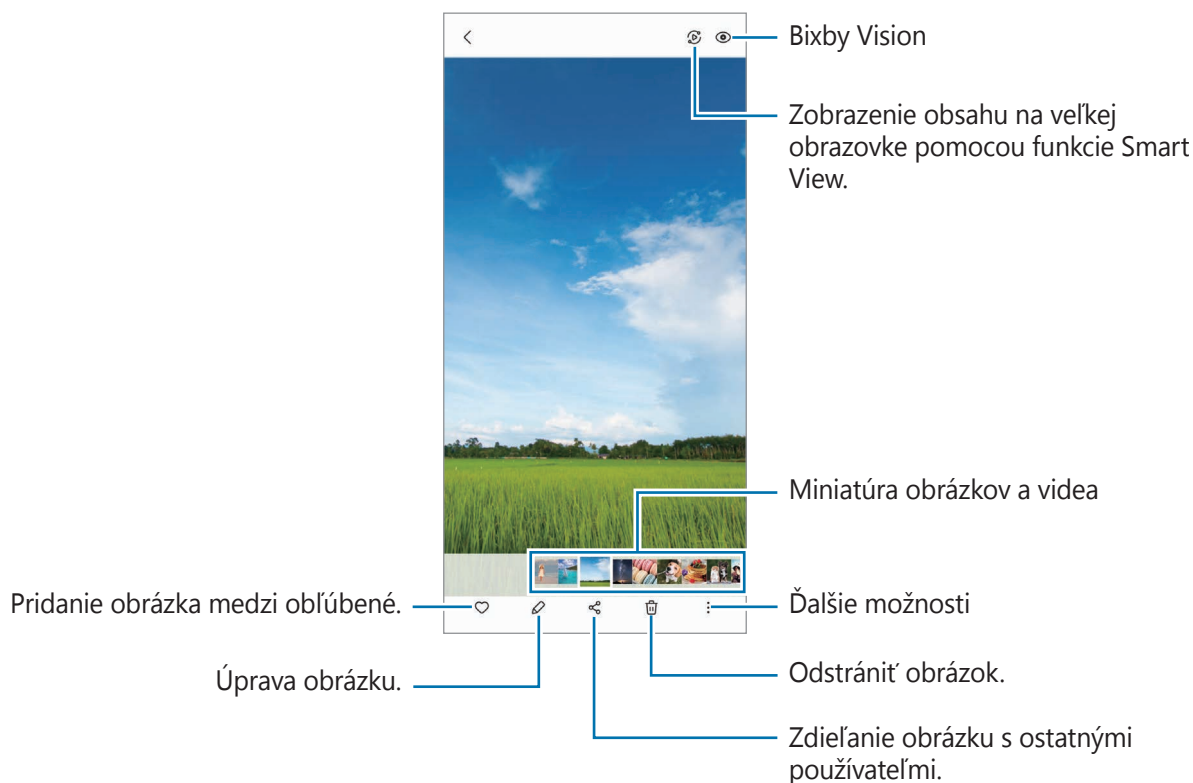 Bixby Vision
Zobrazenie obsahu na veľkej
obrazovke pomocou funkcie Smart
View.
Miniatúra obrázkov a videa
Pridanie obrázka medzi obľúbené.
Ďalšie možnosti
Úprava obrázku.
Odstrániť obrázok.
Zdieľanie obrázku s ostatnými
používateľmi.